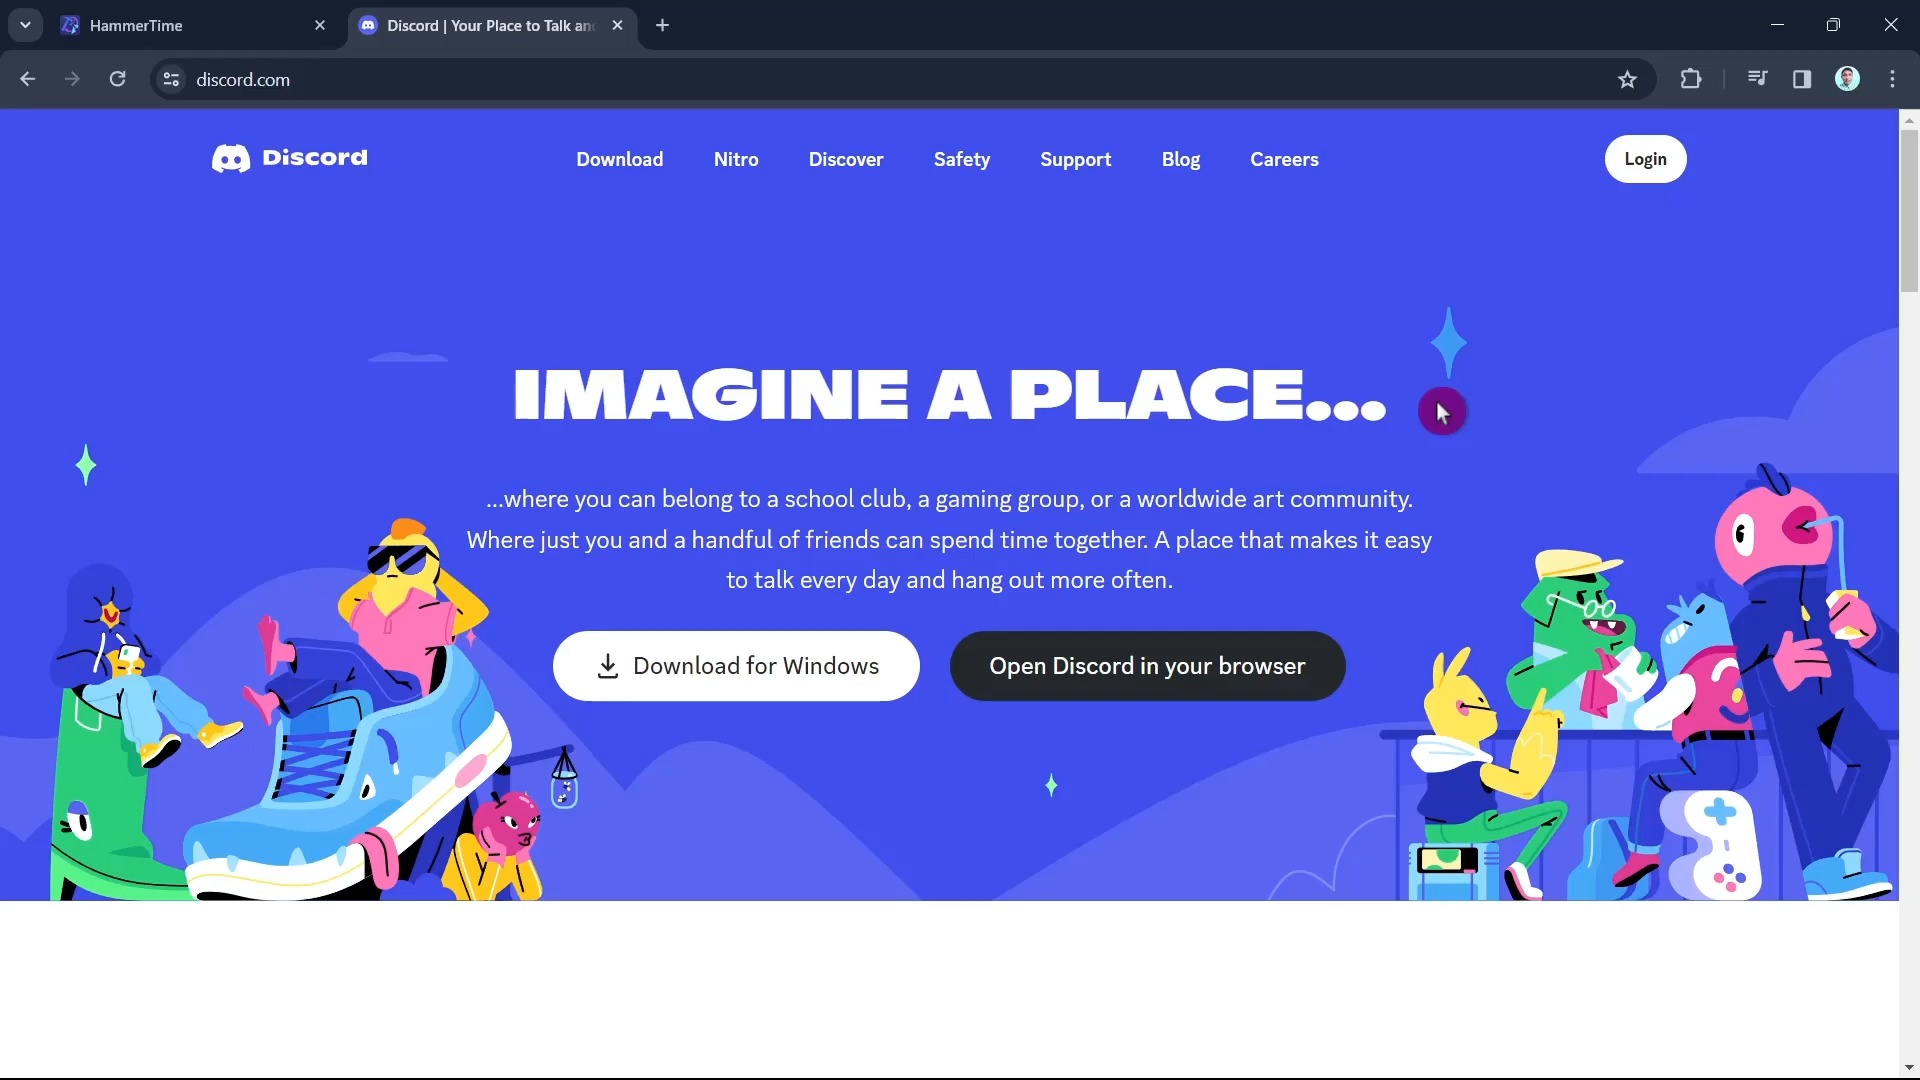 HammerTime
Discord | Your Place to Talk an
discord.com
Discord
Download
Nitro
Discover
Safety
Support
Blog
Careers
Login
IMAGINE A PLACE...
...where you can belong to a school club, a gaming group, or a worldwide art community.
Where just you and a handful of friends can spend time together. A place that makes it easy
to talk every day and hang out more often.
Download for Windows
Open Discord in your browser